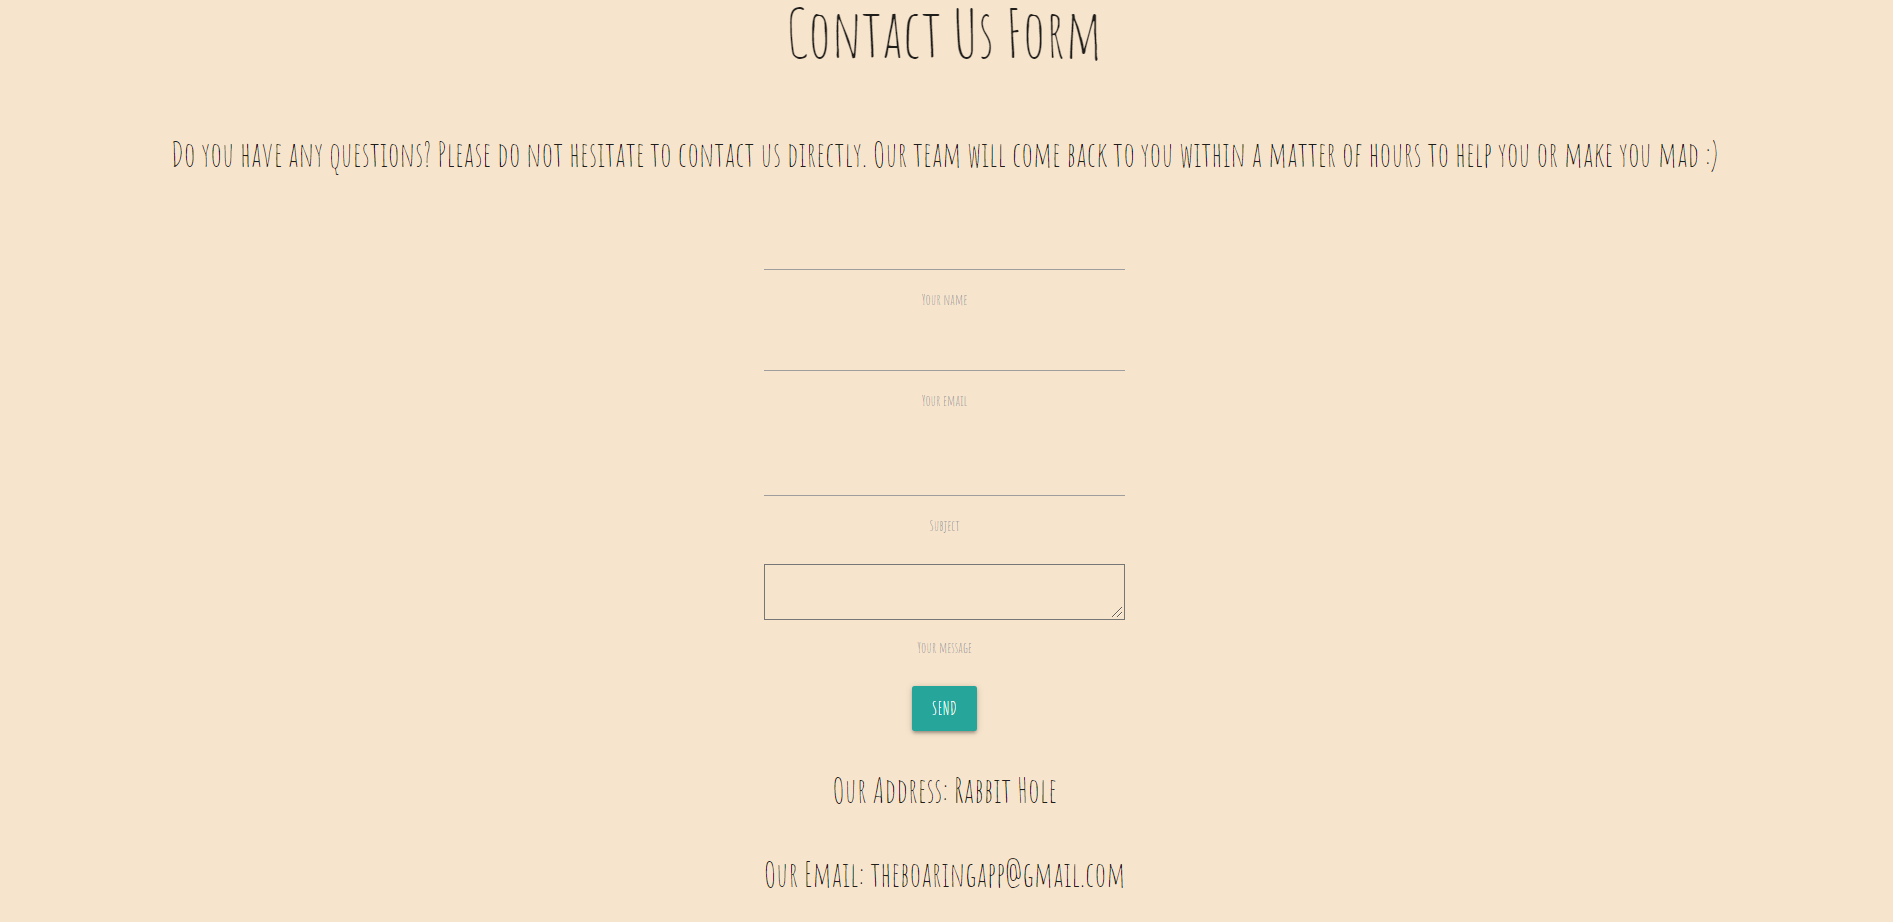 Contact Us Form
Do you have any questions? Please do not hesitate to contact us directly. Our team will come back to you within a matter of hours to help you or make you mad :)
Your name
Your email
Subject
Your message
SEND
Our Address: Rabbit Hole
Our Email: theboaringapp@gmail.com